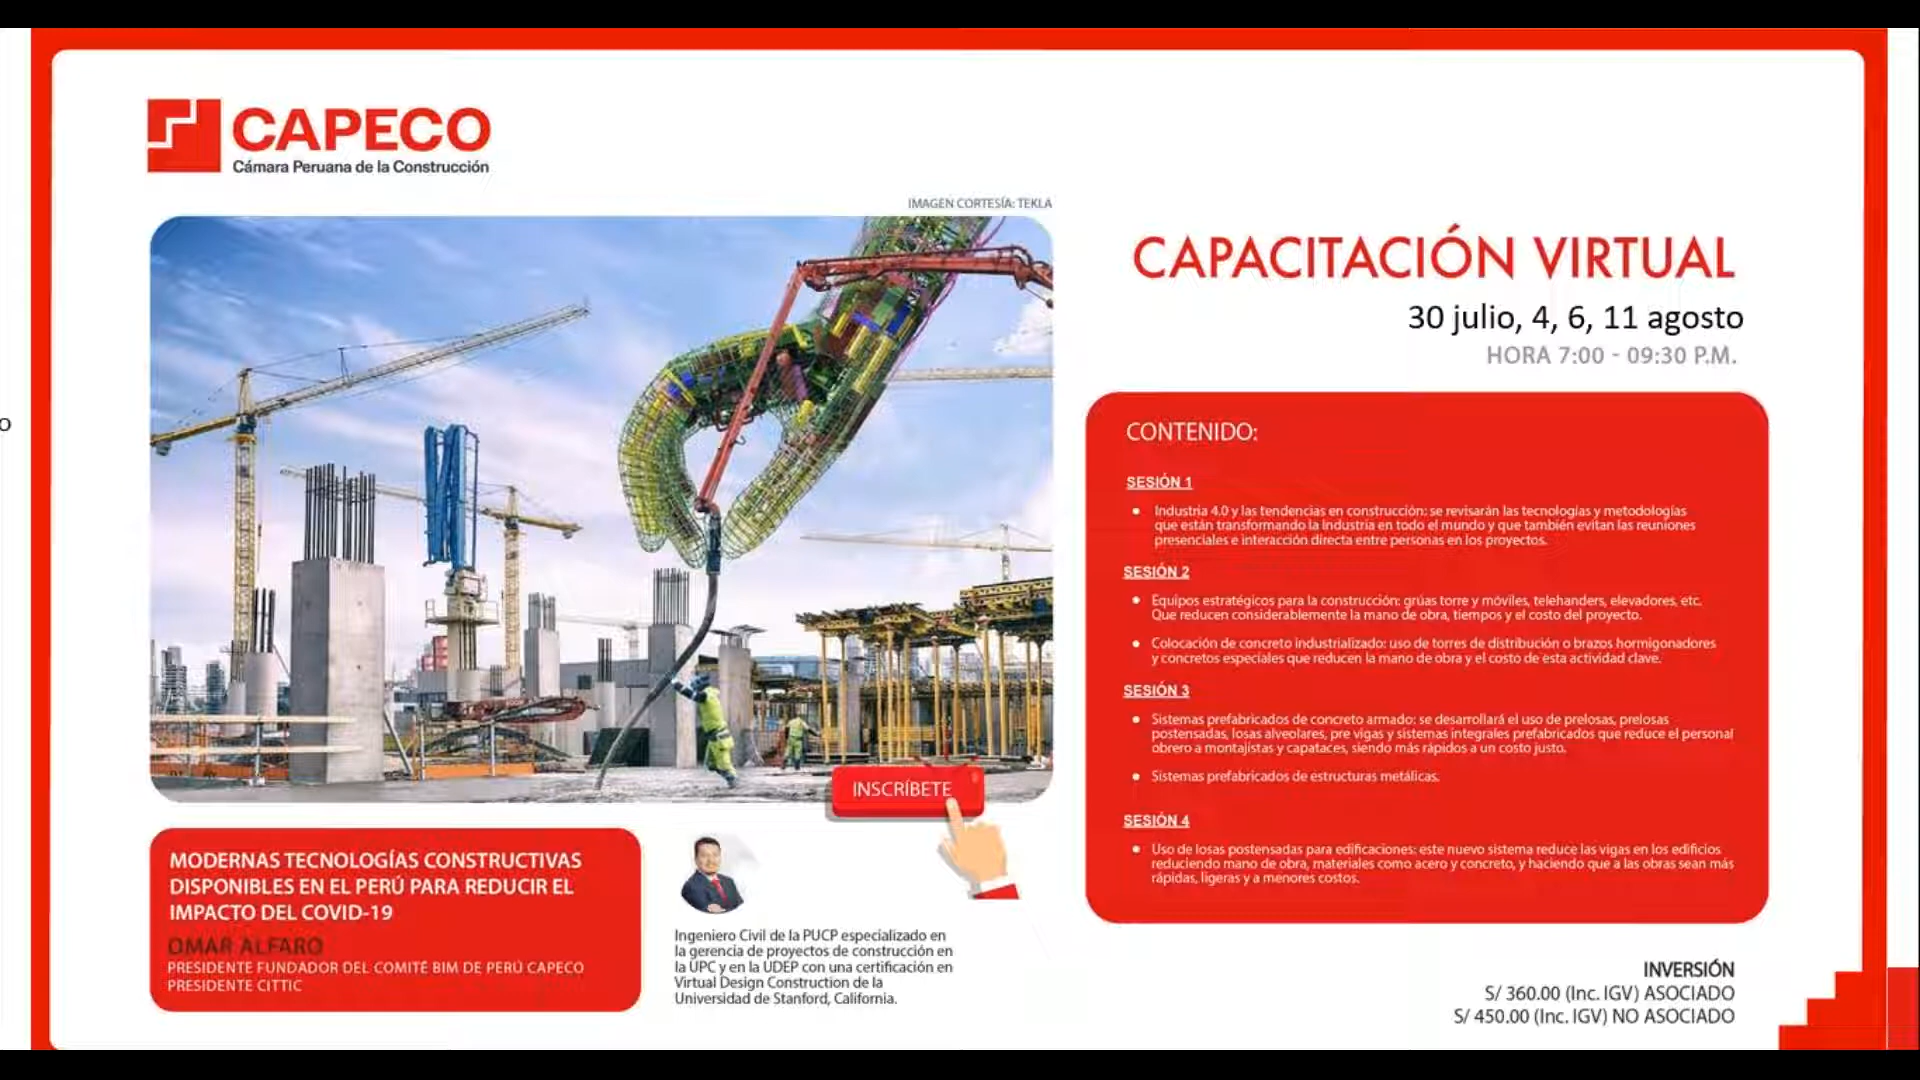 CAPECO
Cámara Peruana de la Construcción
IMAGEN CORTESÍA: TEKLA
CAPACITACIÓN VIRTUAL
30 julio, 4, 6, 11 agosto
HORA 7:00 - 09:30 P.M.
o
CONTENIDO:
SESIÓN 1
• Industria 4.0 y las tendencias en construcción: se revisarán las tecnologías y metodologías
que están transformando la Industria en todo el mundo y que también evitan las reuniones
presenciales e interacción directa entre personas en los proyectos.
SESIÓN 2
• Equipos estratégicos para la construcción: grúas torre y móviles, telehanders, elevadores, etc.
Que reducen considerablemente la mano de obra, tiempos y el costo del proyecto.
• Colocación de concreto industrializado: uso de torres de distribución o brazos hormigonadores
y concretos especiales que reducen la mano de obra y el costo de esta actividad clave.
SESIÓN 3
• Sistemas prefabricados de concreto armado: se desarrollará el uso de prelosas, prelosas
postensadas, losas alveolares, pre vigas y sistemas integrales prefabricados que reduce el personal
obrero a montajistas y capataces, siendo más rápidos a un costo justo.
• Sistemas prefabricados de estructuras metálicas.
SESIÓN 4
• Uso de losas postensadas para edificaciones: este nuevo sistema reduce las vigas en los edificios
reduciendo mano de obra, materiales como acero y concreto, y haciendo que a las obras sean más
rápidas, ligeras y a menores costos.
INSCRÍBETE
MODERNAS TECNOLOGÍAS CONSTRUCTIVAS
DISPONIBLES EN EL PERÚ PARA REDUCIR EL
IMPACTO DEL COVID-19
OMAR ALFARO
PRESIDENTE FUNDADOR DEL COMITÉ BIM DE PERÚ CAPECO
PRESIDENTE CITTIC
Ingeniero Civil de la PUCP especializado en
la gerencia de proyectos de construcción en
la UPC y en la UDEP con una certificación en
Virtual Design Construction de la
Universidad de Stanford, California.
INVERSIÓN
S/ 360.00 (Inc. IGV) ASOCIADO
S/ 450.00 (Inc. IGV) NO ASOCIADO